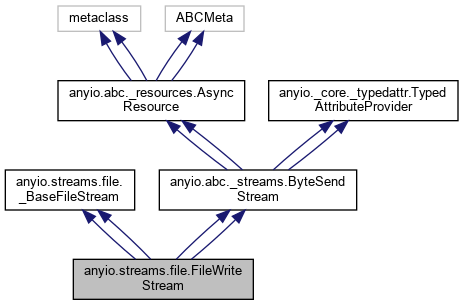 metaclass
ABCMeta
anyio.abc._resources.Async
Resource
anyio._core._typedattr.Typed
AttributeProvider
anyio.streams.file.
_BaseFileStream
anyio.abc._streams.ByteSend
Stream
anyio.streams.file.FileWrite
Stream